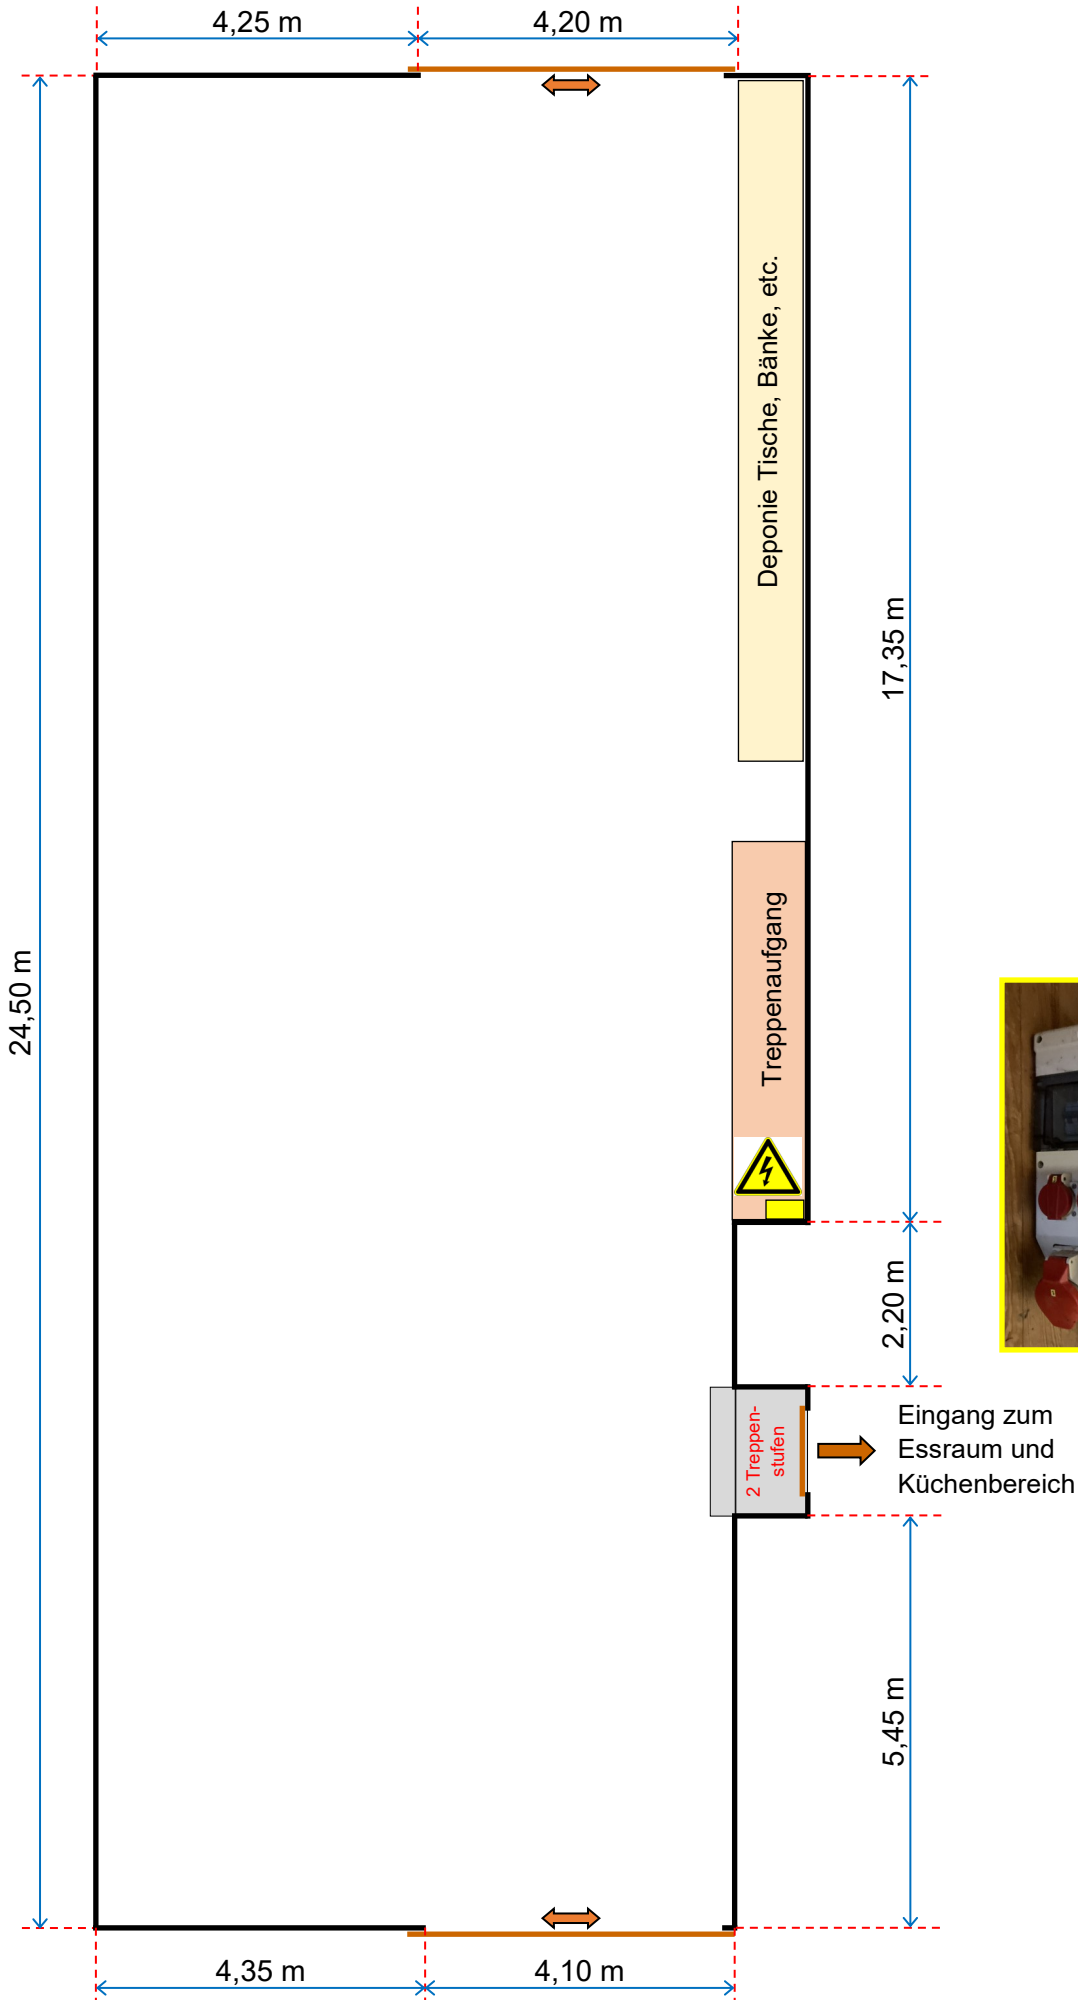 4,25 m
4,20 m
Deponie Tische, Bänke, etc.
17,35 m
24,50 m
Treppenaufgang
2,20 m
2 Treppen-
stufen
Eingang zum
Essraum und
Küchenbereich
5,45 m
4,35 m
4,10 m